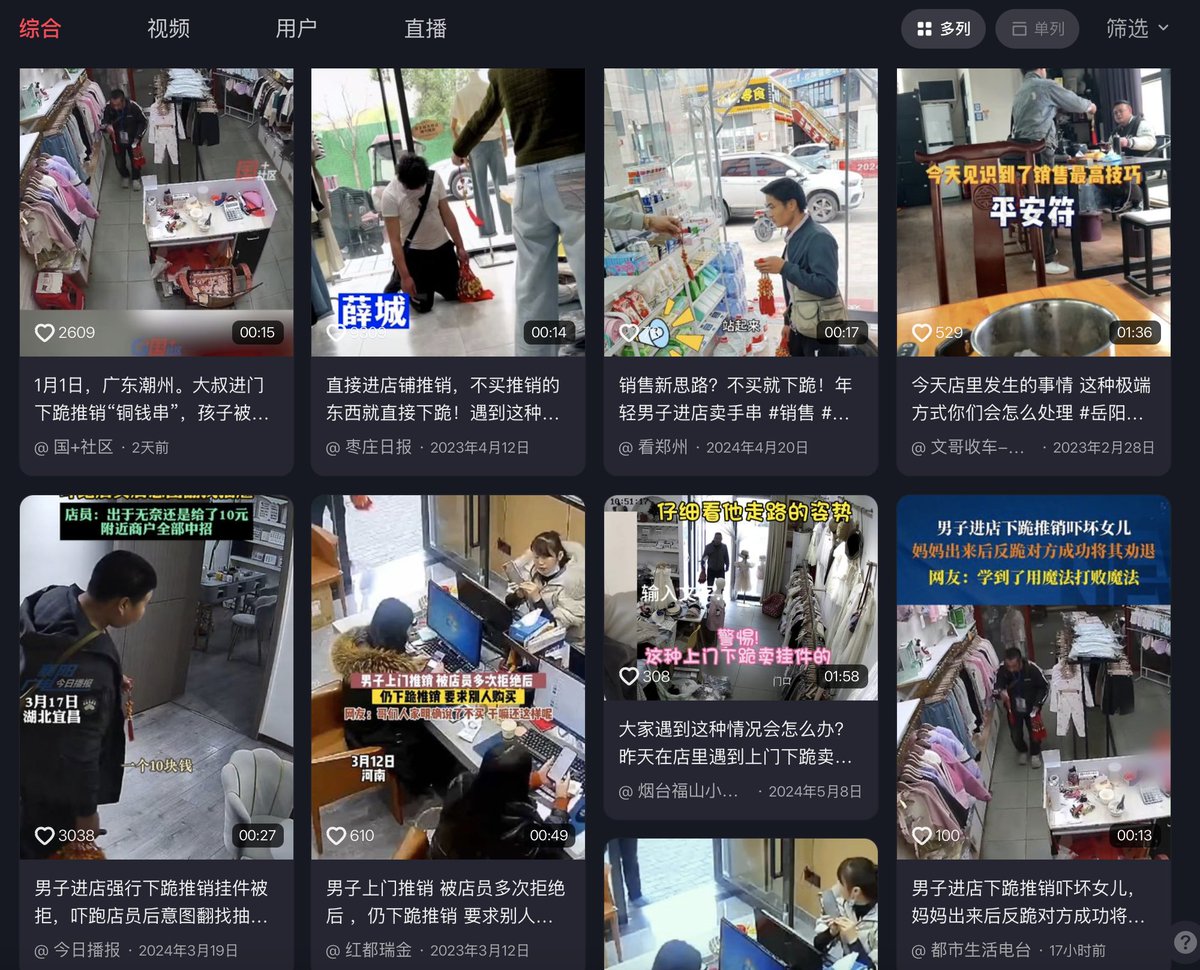 综合
视频
用户
直播
多列
单列
筛选
国+
社区
2609
00:15
1月1日，广东潮州。大叔进门
下跪推销“铜钱串”，孩子被...
@ 国+社区 · 2天前
薛城
00:14
直接进店铺推销，不买推销的
东西就直接下跪！遇到这种...
@ 枣庄日报 · 2023年4月12日
站起来
00:17
销售新思路？不买就下跪！年
轻男子进店卖手串 #销售 #...
@ 看郑州 · 2024年4月20日
今天见识到了销售最高技巧
平安符
529
01:36
今天店里发生的事情 这种极端
方式你们会怎么处理 #岳阳...
@ 文哥收车–... · 2023年2月28日
店员：出于无奈还是给了10元
附近商户全部中招
今日播报
3月17日
湖北宜昌
一个10块钱
3038
00:27
男子进店强行下跪推销挂件被
拒，吓跑店员后意图翻找抽...
@ 今日播报 · 2024年3月19日
男子上门推销 被店员多次拒绝后
仍下跪推销 要求别人购买
3月12日
河南
610
00:49
男子上门推销 被店员多次拒绝
后 ，仍下跪推销 要求别人...
@ 红都瑞金 · 2023年3月12日
10:51:17
仔细看他走路的姿势
输入文字
警惕!
这种上门下跪卖挂件的
门口
308
01:58
大家遇到这种情况会怎么办？
昨天在店里遇到上门下跪卖...
@ 烟台福山小... · 2024年5月8日
男子进店下跪推销吓坏女儿
妈妈出来后反跪对方成功将其劝退
网友：学到了用魔法打败魔法
100
00:13
男子进店下跪推销吓坏女儿，
妈妈出来后反跪对方成功将...
@ 都市生活电台 · 17小时前